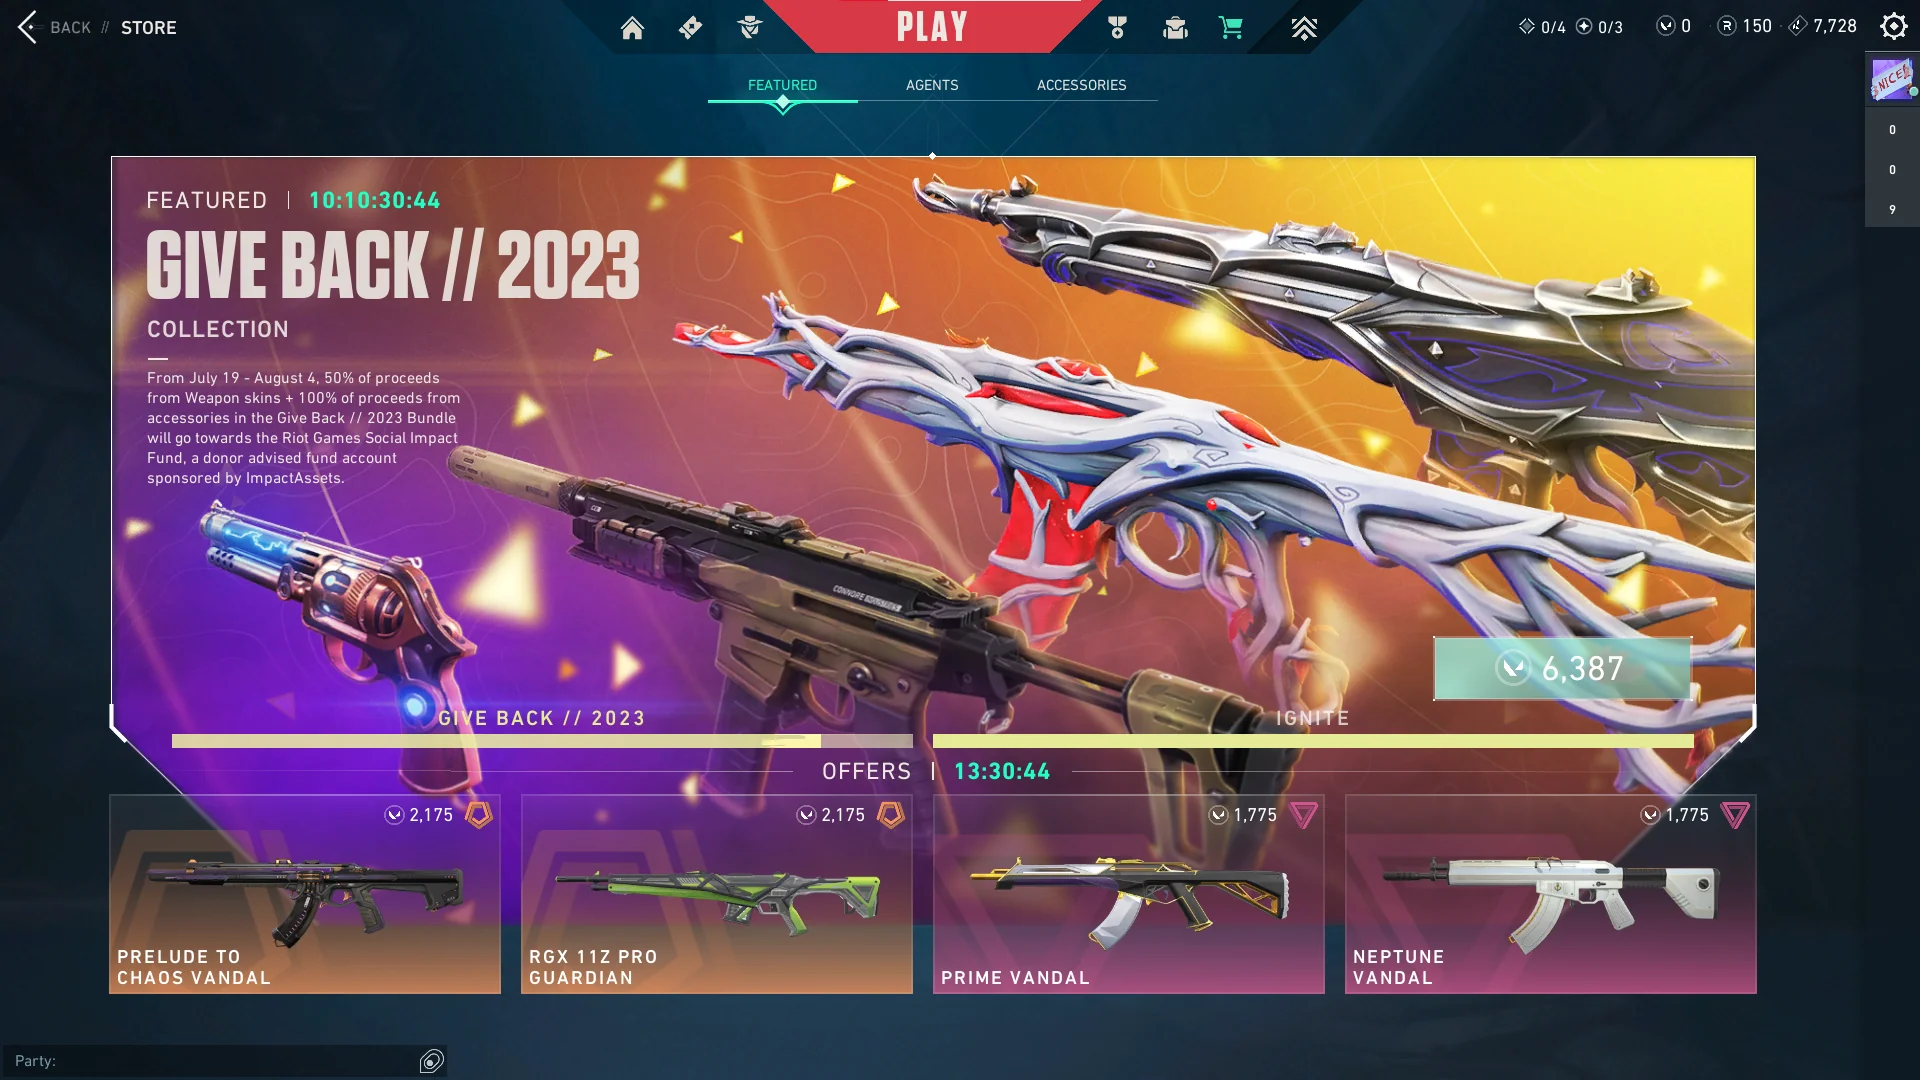 BACK // STORE
PLAY
0/4 0/3 0 150 7,728
FEATURED AGENTS ACCESSORIES
NICE!
0
0
9
FEATURED | 10:10:30:44
GIVE BACK // 2023
COLLECTION
From July 19 - August 4, 50% of proceeds
from Weapon skins + 100% of proceeds from
accessories in the Give Back // 2023 Bundle
will go towards the Riot Games Social Impact
Fund, a donor advised fund account
sponsored by ImpactAssets.
6,387
GIVE BACK // 2023
IGNITE
OFFERS | 13:30:44
2,175
PRELUDE TO
CHAOS VANDAL
2,175
RGX 11Z PRO
GUARDIAN
1,775
PRIME VANDAL
1,775
NEPTUNE
VANDAL
Party: